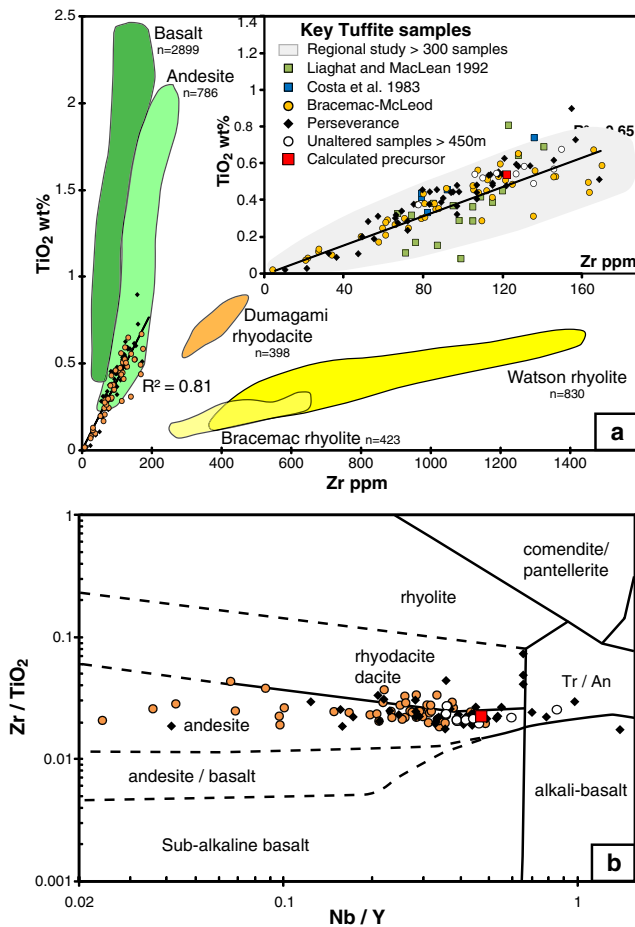 2.5
Basalt
n=2899
Andesite
n=786
2
1.5
1
0.5
0
TiO2 wt%
1.4
1.2
0.8
0.6
0.4
0.2
0
TiO2 wt%
Key Tuffite samples
Regional study > 300 samples
Liaghat and MacLean 1992
Costa et al. 1983
Bracemac-McLeod
Perseverance
Unaltered samples > 450m
Calculated precursor
Zr ppm
0 40 80 120 160
Dumagami
rhyodacite
n=398
R² = 0.81
Watson rhyolite
n=830
Bracemac rhyolite n=423
a
0 200 400 600 800 1000 1200 1400
Zr ppm
1
0.1
0.01
0.001
Zr / TiO2
comendite/
pantellerite
rhyolite
rhyodacite
dacite
Tr / An
andesite
andesite / basalt
alkali-basalt
Sub-alkaline basalt
b
0.02 0.1 1
Nb / Y